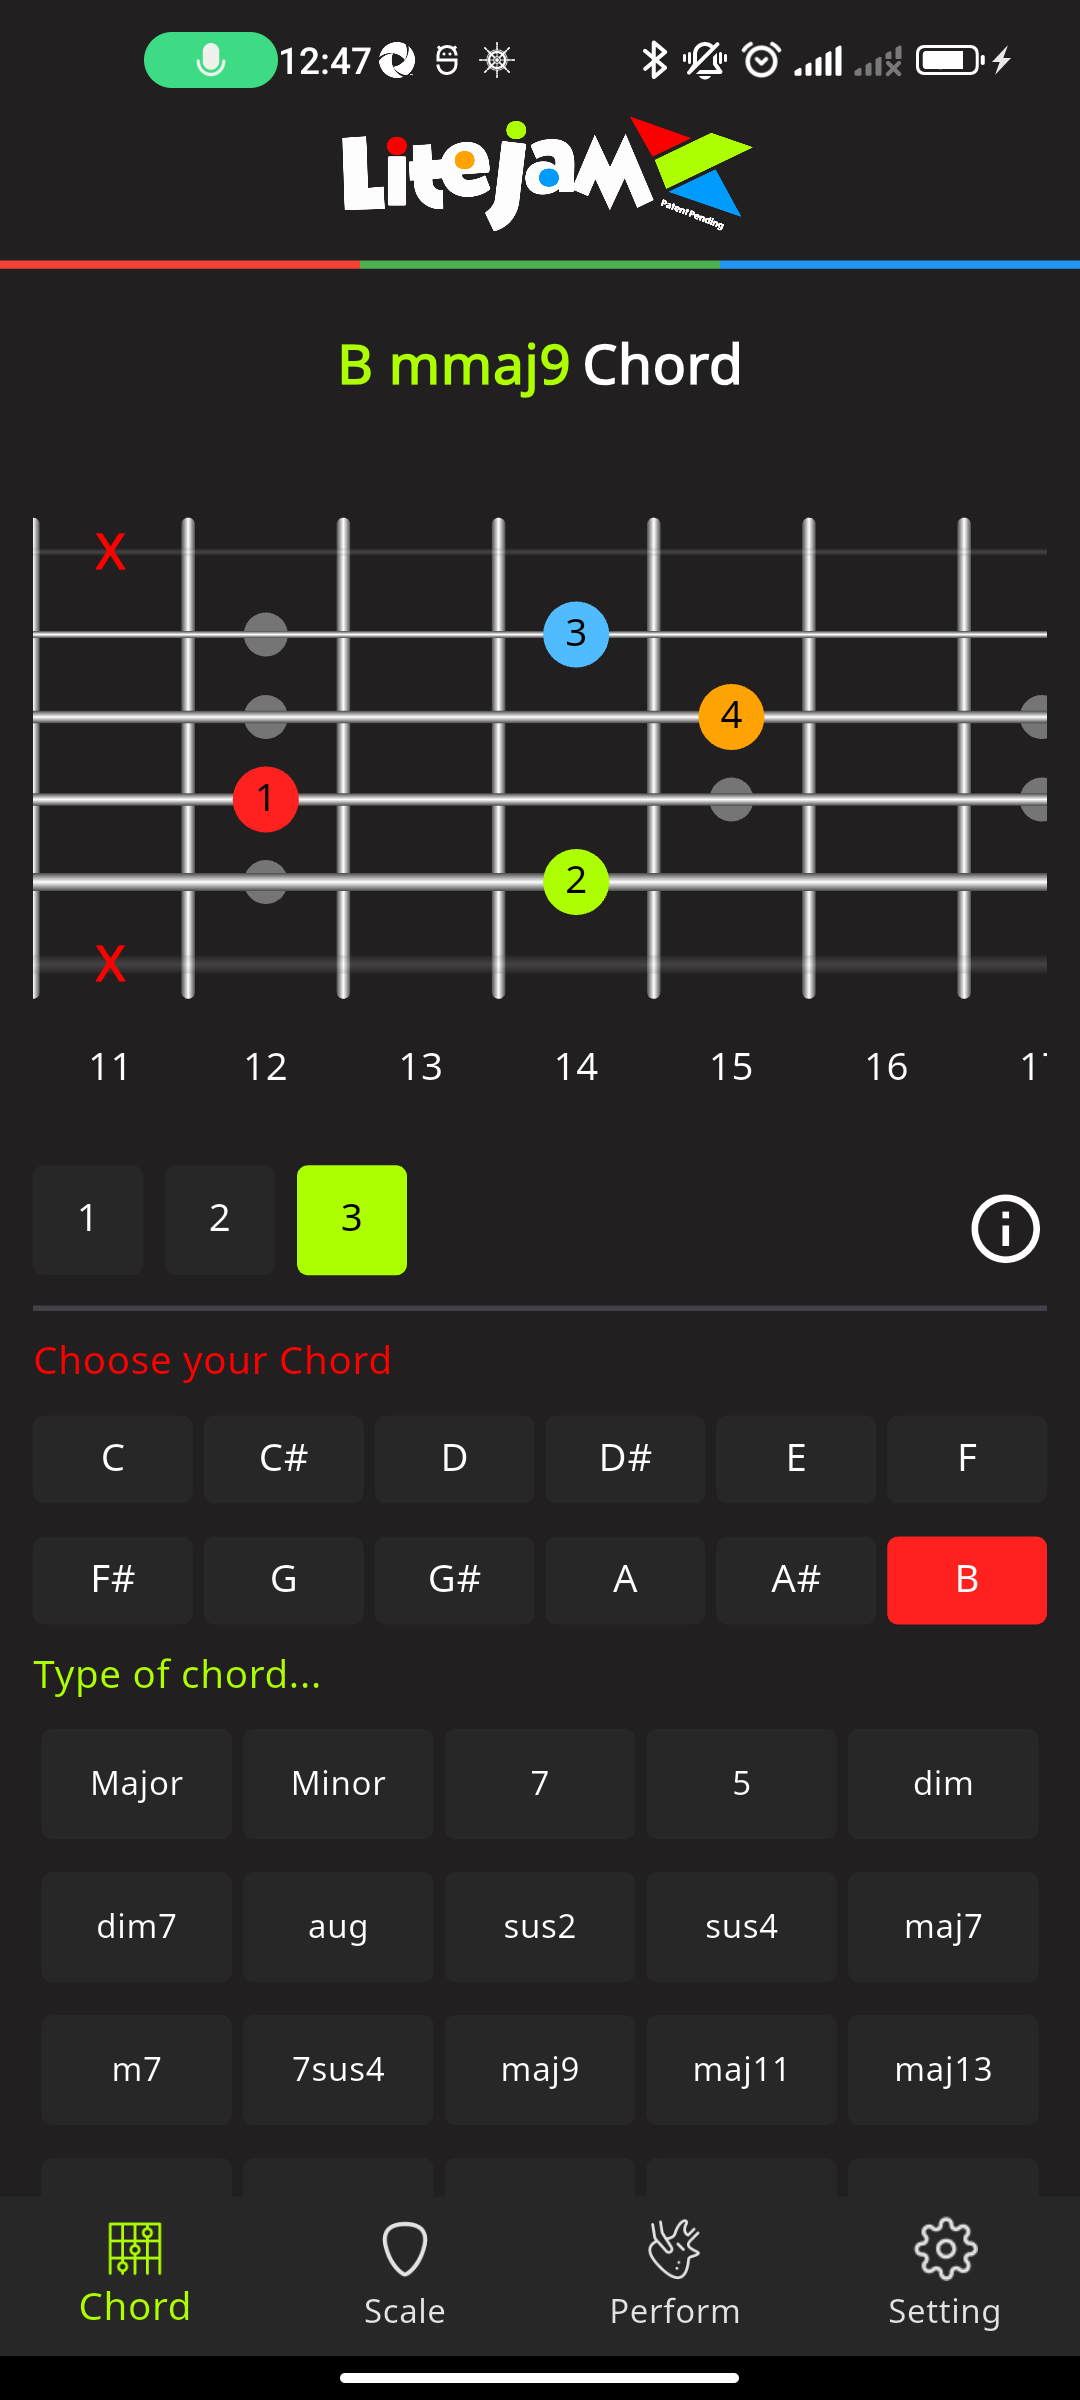 12:47
Litejam
Patent Pending
B mmaj9 Chord
X
3
4
1
2
X
11 12 13 14 15 16
1 2 3
Choose your Chord
C C# D D# E F
F# G G# A A# B
Type of chord...
Major Minor 7 5 dim
dim7 aug sus2 sus4 maj7
m7 7sus4 maj9 maj11 maj13
Chord Scale Perform Setting